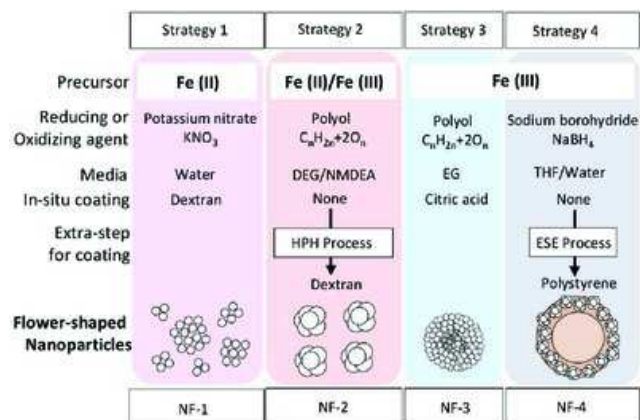 Strategy 1 Strategy 2 Strategy 3 Strategy 4
Precursor Fe (II) Fe (II)/Fe (III) Fe (III)
Reducing or Potassium nitrate Polyol Polyol Sodium borohydride
Oxidizing agent KNO₃ CₙH₂ₙ+2Oₙ CₙH₂ₙ+2Oₙ NaBH₄
Media Water DEG/NMDEA EG THF/Water
In-situ coating Dextran None Citric acid None
Extra-step
for coating HPH Process ESE Process
Dextran Polystyrene
Flower-shaped
Nanoparticles
NF-1 NF-2 NF-3 NF-4